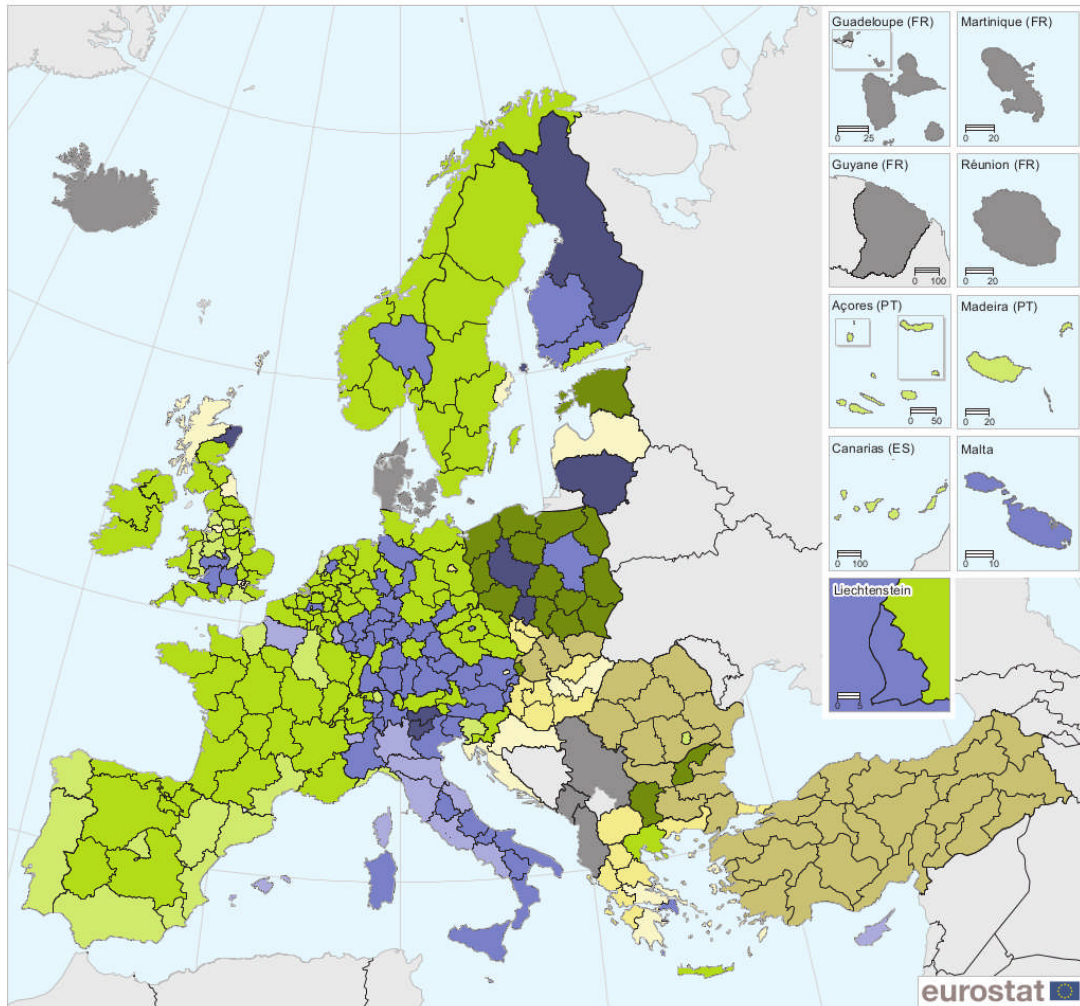 Guadeloupe (FR)
0 25
Martinique (FR)
0 20
Guyane (FR)
0 100
Réunion (FR)
0 20
Açores (PT)
0 50
Madeira (PT)
0 20
Canarias (ES)
0 100
Malta
0 10
Liechtenstein
0 5
eurostat